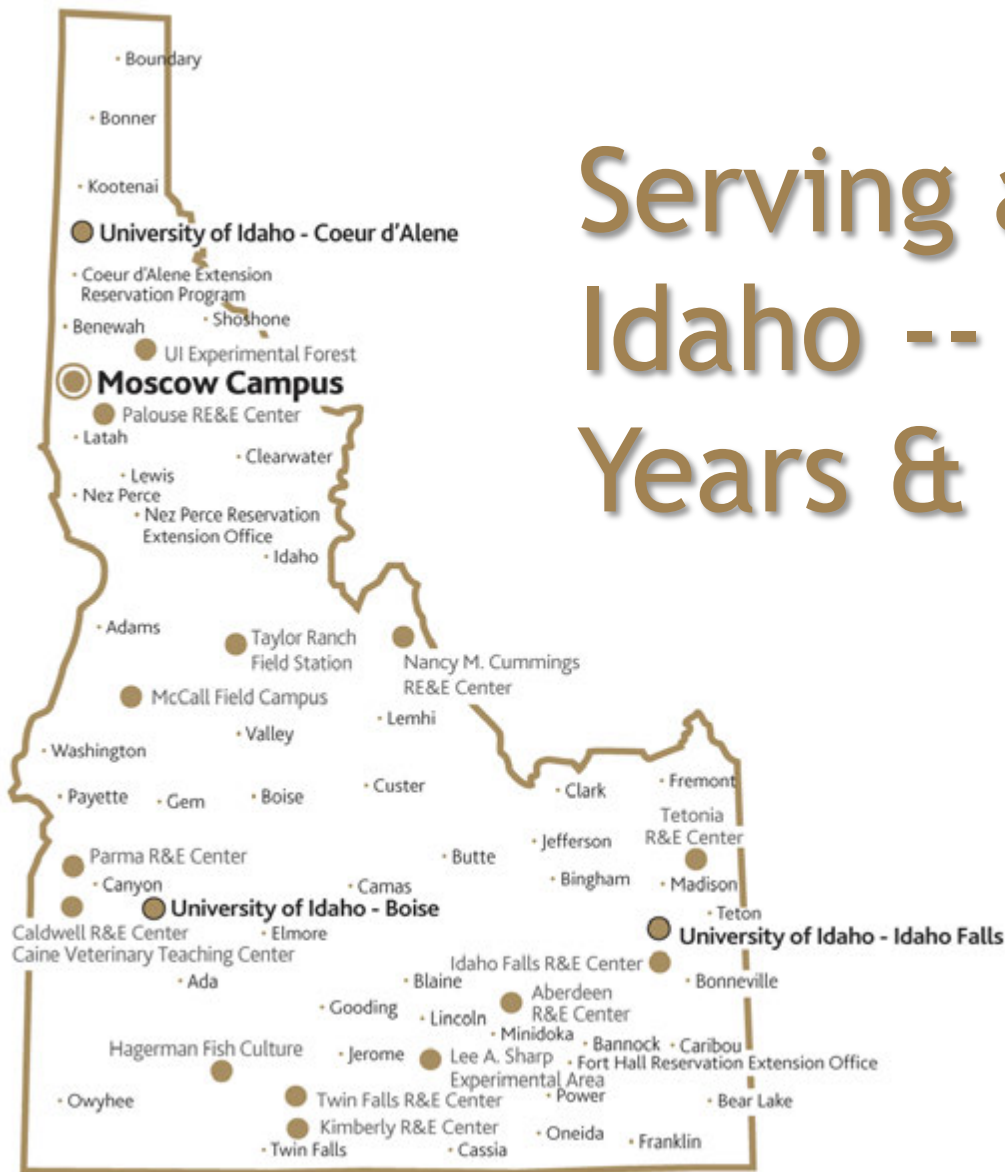 Boundary
Bonner
Kootenai
University of Idaho - Coeur d'Alene
Coeur d'Alene Extension
Reservation Program
Shoshone
Benewah
UI Experimental Forest
Moscow Campus
Palouse RE&E Center
Latah
Clearwater
Lewis
Nez Perce
Nez Perce Reservation
Extension Office
Idaho
Serving
Idaho --
Years &
Adams
Taylor Ranch
Field Station
Nancy M. Cummings
RE&E Center
McCall Field Campus
Lemhi
Valley
Washington
Custer
Clark
Fremont
Payette
Gem
Boise
Tetonia
R&E Center
Jefferson
Parma R&E Center
Butte
Canyon
Camas
Bingham
Madison
University of Idaho - Boise
Teton
Caldwell R&E Center
Caine Veterinary Teaching Center
Elmore
University of Idaho - Idaho Falls
Idaho Falls R&E Center
Ada
Blaine
Bonneville
Aberdeen
R&E Center
Gooding
Lincoln
Minidoka
Bannock
Caribou
Hagerman Fish Culture
Jerome
Lee A. Sharp
Experimental Area
Fort Hall Reservation Extension Office
Owyhee
Twin Falls R&E Center
Power
Bear Lake
Kimberly R&E Center
Twin Falls
Cassia
Oneida
Franklin